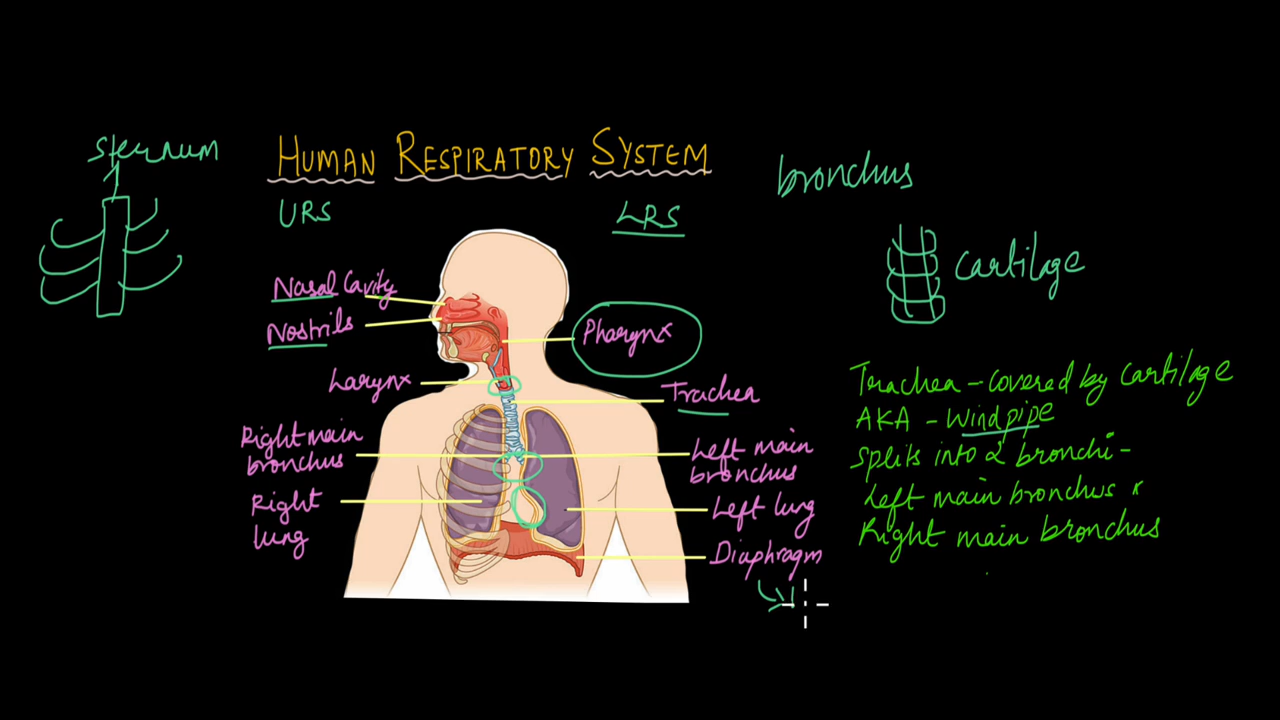 sternum
HUMAN RESPIRATORY SYSTEM
URS
LRS
bronchus
cartilage
Nasal Cavity
Nostrils
Pharynx
Larynx
Trachea
Right main
bronchus
Left main
bronchus
Right
lung
Left lung
Diaphragm
Trachea - covered by cartilage
AKA - windpipe
splits into 2 bronchi -
Left main bronchus
Right main bronchus